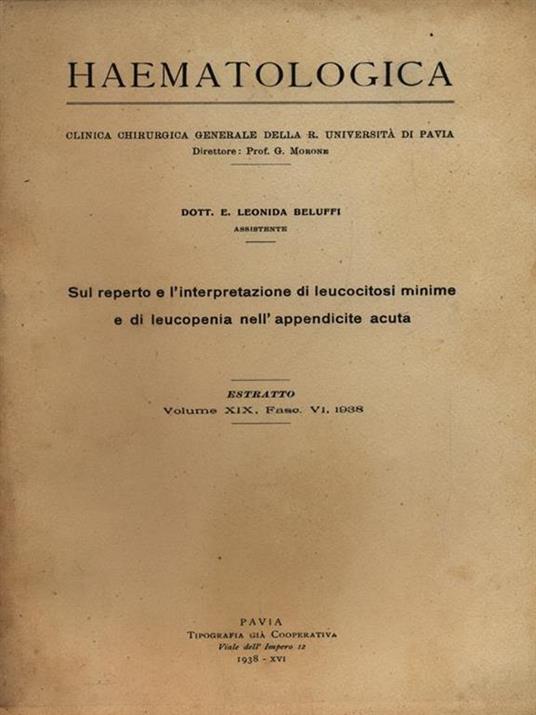 HAEMATOLOGICA
CLINICA CHIRURGICA GENERALE DELLA R. UNIVERSITÀ DI PAVIA
Direttore: Prof. G. MORONE
DOTT. E. LEONIDA BELUFFI
ASSISTENTE
Sul reperto e l'interpretazione di leucocitosi minime
e di leucopenia nell'appendicite acuta
ESTRATTO
Volume XIX, Fasc. VI, 1938
PAVIA
TIPOGRAFIA GIÀ COOPERATIVA
Viale dell' Impero 12
1938 - XVI